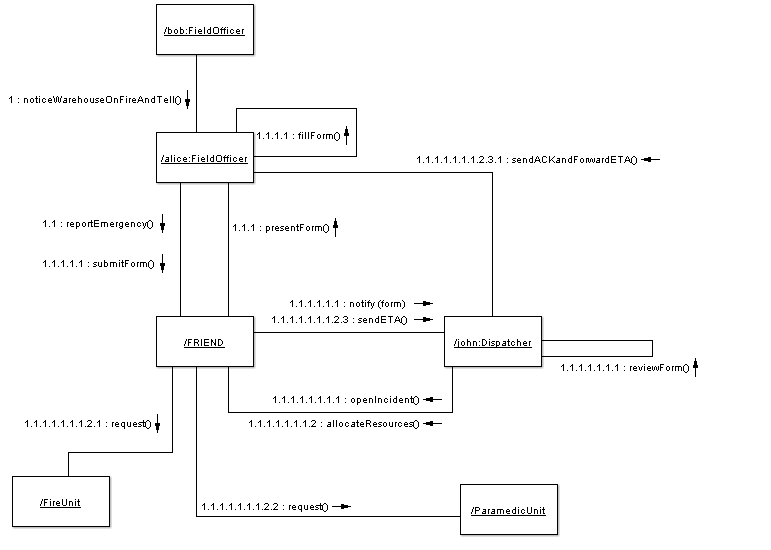 /bob:FieldOfficer
1 : noticeWarehouseOnFireAndTell()
1.1.1.1 : fillForm()
/alice:FieldOfficer
1.1.1.1.1.1.1.2.3.1 : sendACKandForwardETA()
1.1 : reportEmergency()
1.1.1 : presentForm()
1.1.1.1.1 : submitForm()
1.1.1.1.1.1 : notify (form)
1.1.1.1.1.1.1.2.3 : sendETA()
/FRIEND
/john:Dispatcher
1.1.1.1.1.1.1 : reviewForm()
1.1.1.1.1.1.1.1 : openIncident()
1.1.1.1.1.1.1.2 : allocateResources()
1.1.1.1.1.1.1.2.1 : request()
/FireUnit
1.1.1.1.1.1.1.2.2 : request()
/ParamedicUnit